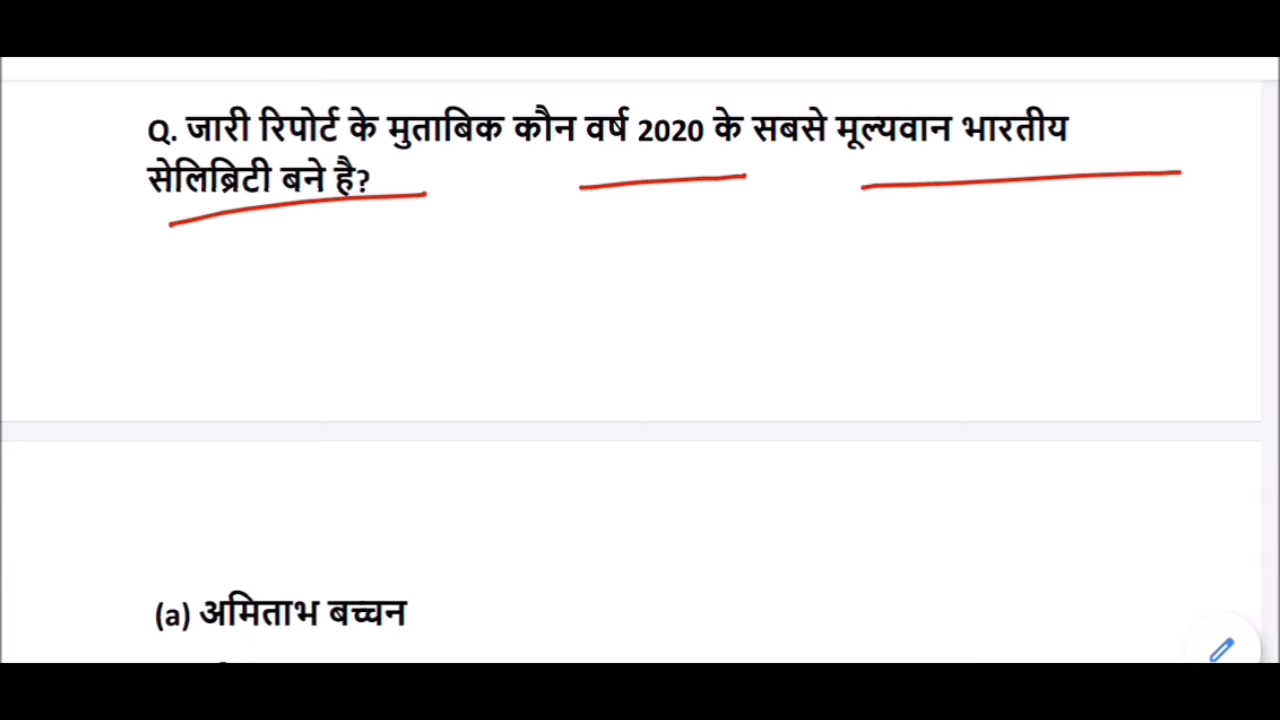 Q. जारी रिपोर्ट के मुताबिक कौन वर्ष 2020 के सबसे मूल्यवान भारतीय
सेलिब्रिटी बने है?
(a) अमिताभ बच्चन